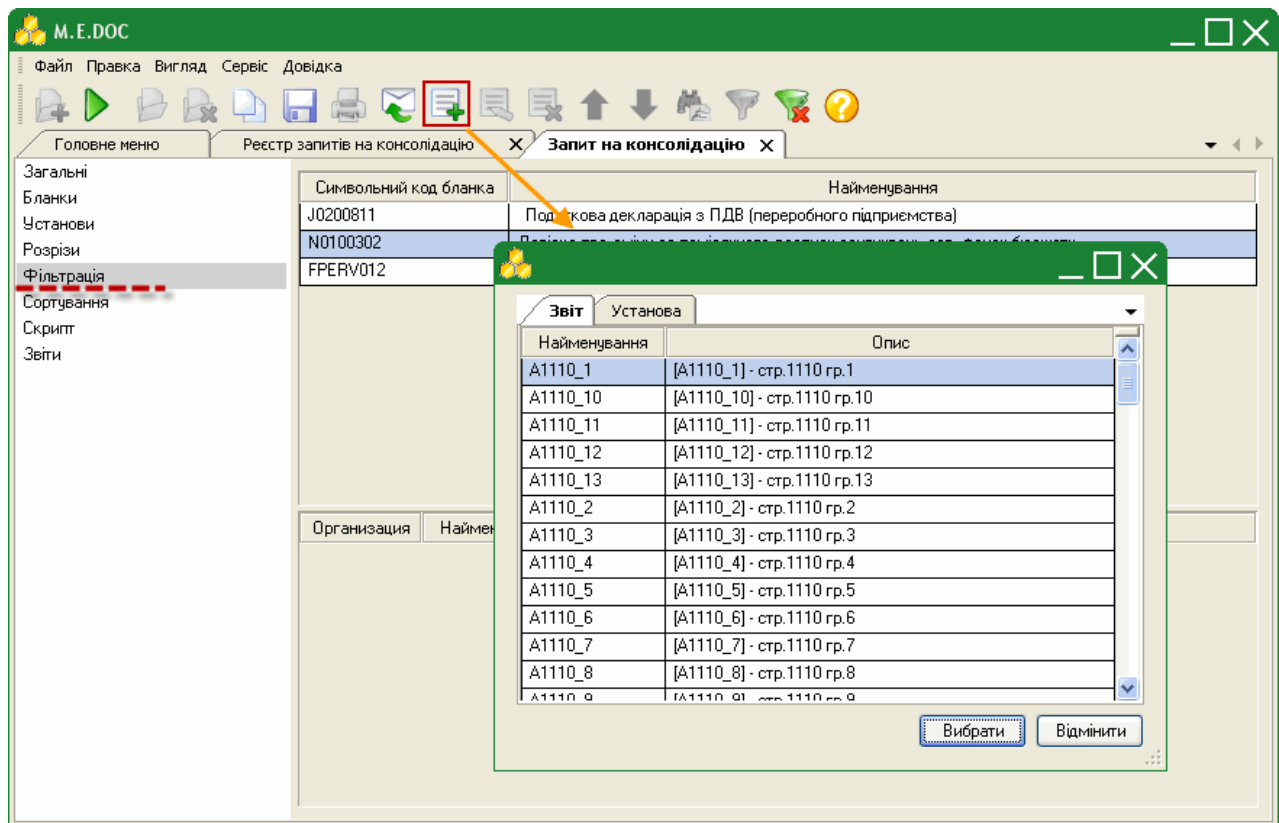 M.E.DOC
Файл Правка Вигляд Сервіс Довідка
Головне меню Реєстр запитів на консолідацію Запит на консолідацію
Загальні
Бланки
Установи
Розрізи
Фільтрація
Сортування
Скрипт
Звіти
Символьний код бланка Найменування
J0200811 Податкова декларація з ПДВ (переробного підприємства)
N0100302
FPERV012
Организация
Звіт Установа
Найменування Опис
A1110_1 [A1110_1] - стр.1110 гр.1
A1110_10 [A1110_10] - стр.1110 гр.10
A1110_11 [A1110_11] - стр.1110 гр.11
A1110_12 [A1110_12] - стр.1110 гр.12
A1110_13 [A1110_13] - стр.1110 гр.13
A1110_2 [A1110_2] - стр.1110 гр.2
A1110_3 [A1110_3] - стр.1110 гр.3
A1110_4 [A1110_4] - стр.1110 гр.4
A1110_5 [A1110_5] - стр.1110 гр.5
A1110_6 [A1110_6] - стр.1110 гр.6
A1110_7 [A1110_7] - стр.1110 гр.7
A1110_8 [A1110_8] - стр.1110 гр.8
A1110_9 [A1110_9] - стр.1110 гр.9
Вибрати Відмінити